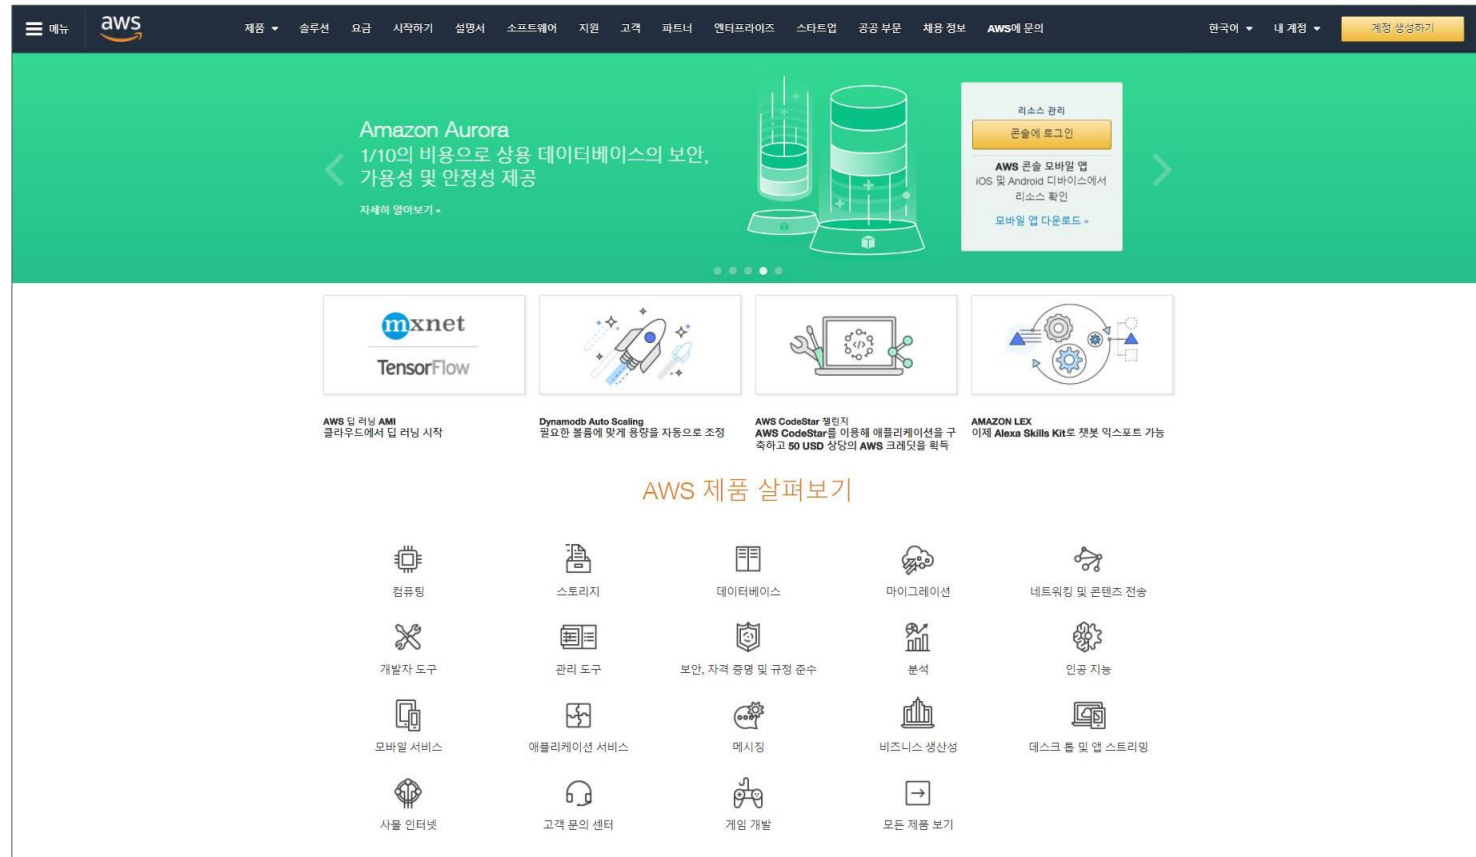 메뉴
aws
제품
솔루션
요금
시작하기
설명서
소프트웨어
지원
고객
파트너
엔터프라이즈
스타트업
공공 부문
채용 정보
AWS에 문의
한국어
내 계정
계정 생성하기
Amazon Aurora
1/10의 비용으로 상용 데이터베이스의 보안,
가용성 및 안정성 제공
자세히 알아보기 »
리소스 관리
콘솔에 로그인
AWS 콘솔 모바일 앱
iOS 및 Android 디바이스에서
리소스 확인
모바일 앱 다운로드 »
mxnet
TensorFlow
AWS 딥 러닝 AMI
클라우드에서 딥 러닝 시작
Dynamodb Auto Scaling
필요한 볼륨에 맞게 용량을 자동으로 조정
AWS CodeStar 챌린지
AWS CodeStar를 이용해 애플리케이션을 구
축하고 50 USD 상당의 AWS 크레딧을 획득
AMAZON LEX
이제 Alexa Skills Kit로 챗봇 익스포트 가능
AWS 제품 살펴보기
컴퓨팅
스토리지
데이터베이스
마이그레이션
네트워킹 및 콘텐츠 전송
개발자 도구
관리 도구
보안, 자격 증명 및 규정 준수
분석
인공 지능
모바일 서비스
애플리케이션 서비스
메시징
비즈니스 생산성
데스크 톱 및 앱 스트리밍
사물 인터넷
고객 문의 센터
게임 개발
모든 제품 보기